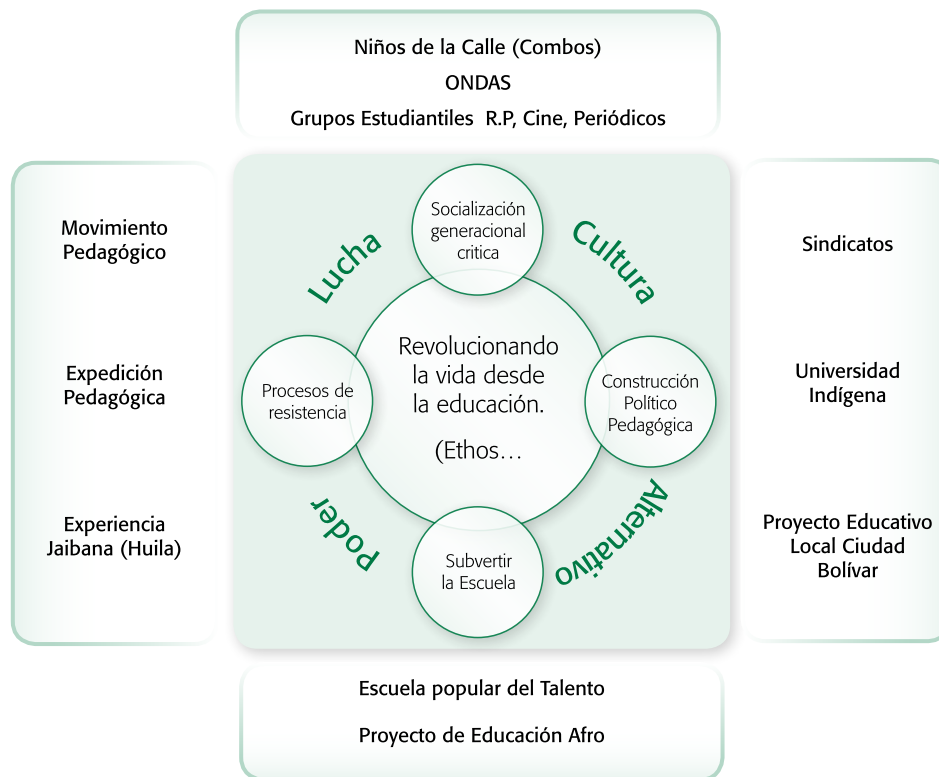 Niños de la Calle (Combos)
ONDAS
Grupos Estudiantiles R.P, Cine, Periódicos
Movimiento
Pedagógico
Expedición
Pedagógica
Experiencia
Jaibana (Huila)
Lucha
Cultura
Socialización
generacional
critica
Procesos de
resistencia
Revolucionando
la vida desde
la educación.
(Ethos…
Construcción
Político
Pedagógica
Poder
Alternativo
Subvertir
la Escuela
Sindicatos
Universidad
Indígena
Proyecto Educativo
Local Ciudad
Bolívar
Escuela popular del Talento
Proyecto de Educación Afro